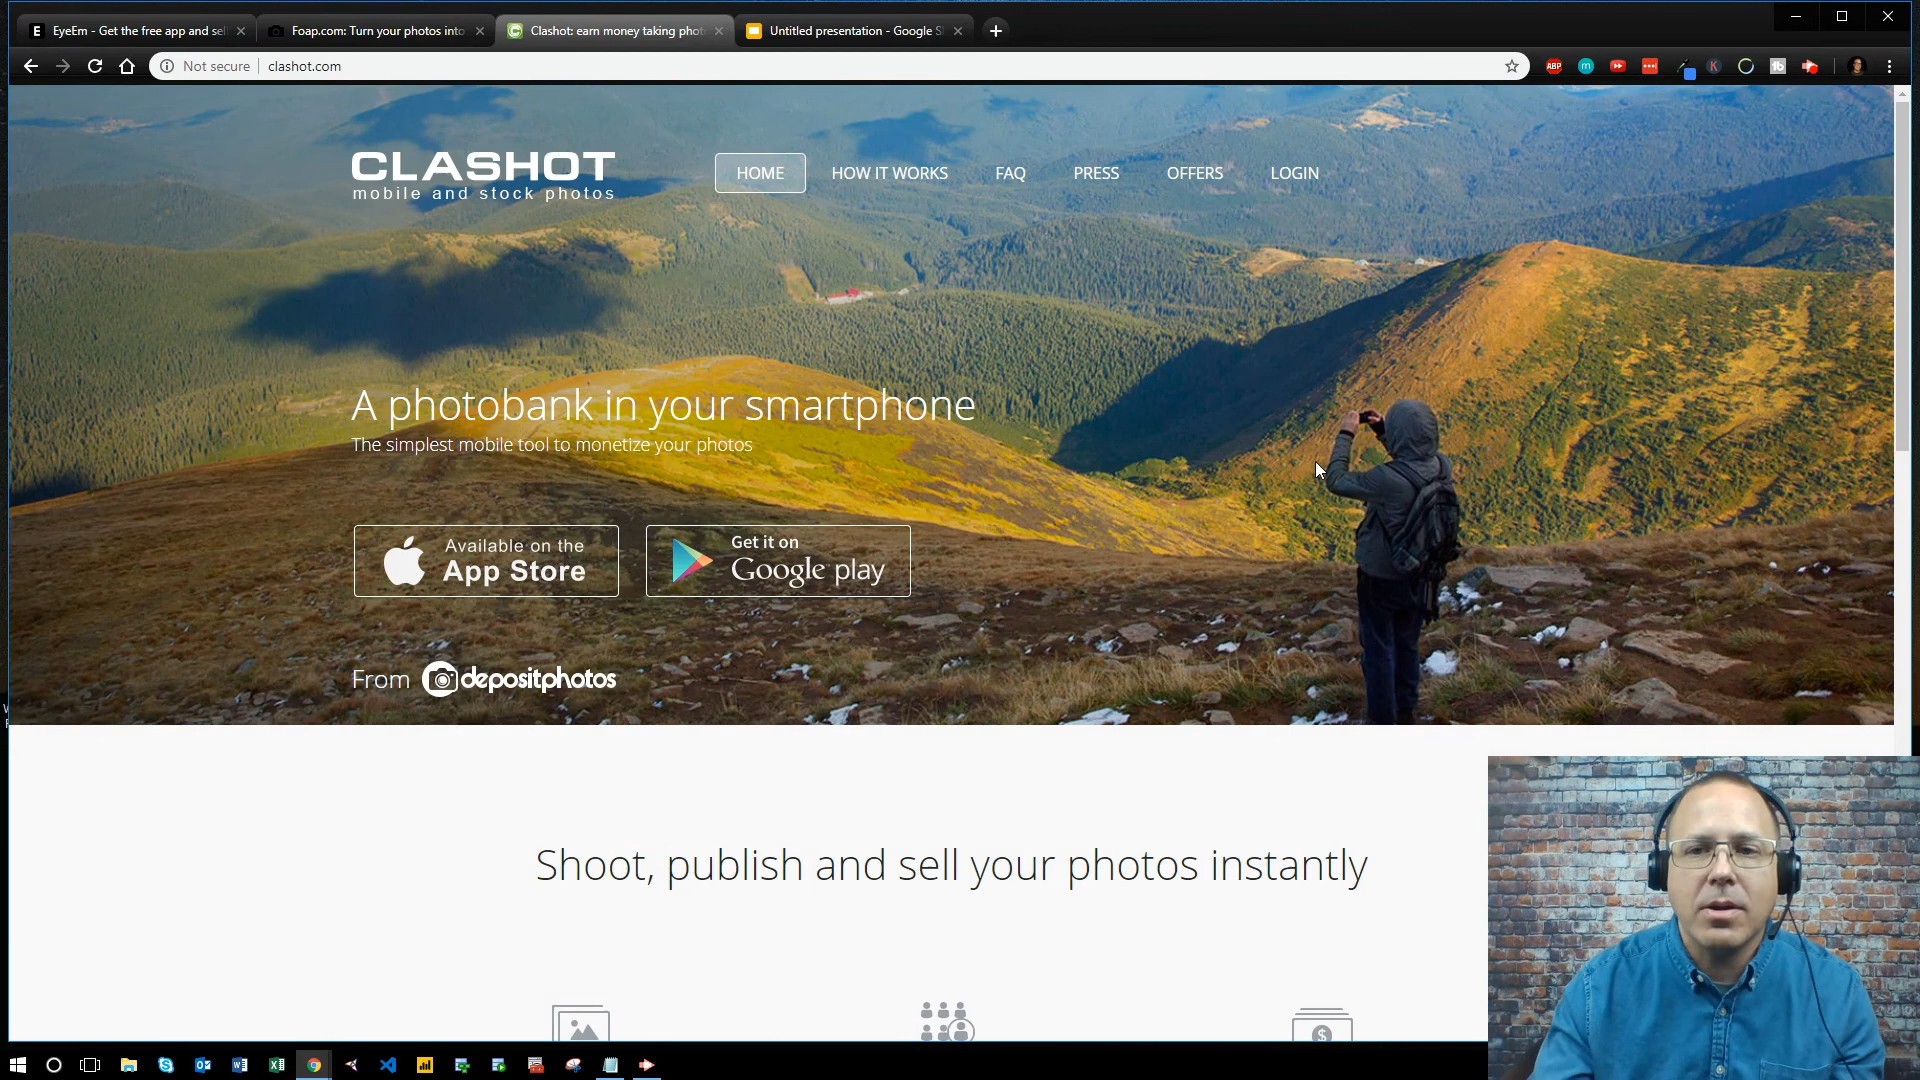 EyeEm - Get the free app and sel
Foap.com: Turn your photos into
Clashot: earn money taking phot
Untitled presentation - Google S
Not secure
clashot.com
ABP
CLASHOT
mobile and stock photos
HOME
HOW IT WORKS
FAQ
PRESS
OFFERS
LOGIN
A photobank in your smartphone
The simplest mobile tool to monetize your photos
Available on the
App Store
Get it on
Google play
From depositphotos
Shoot, publish and sell your photos instantly